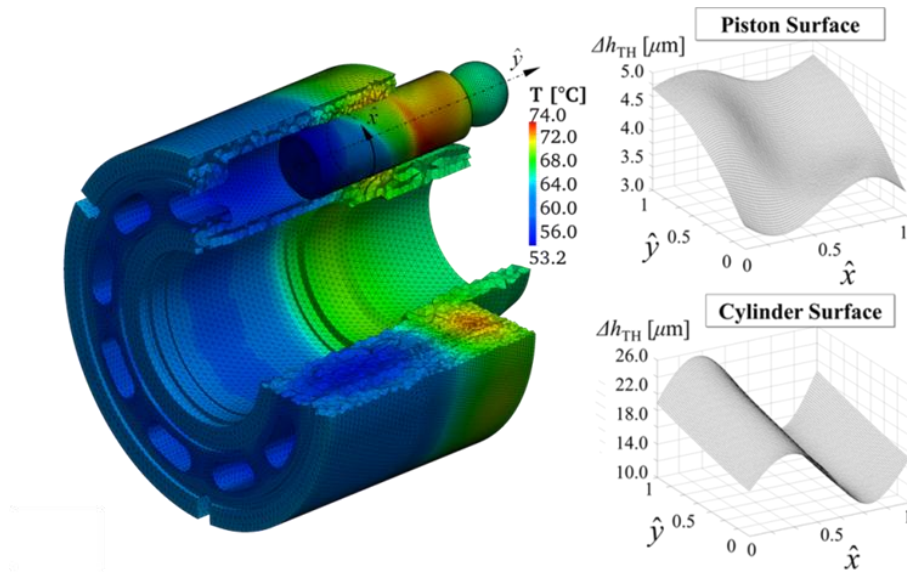 ŷ
x̂
T [°C]
74.0
72.0
68.0
64.0
60.0
56.0
53.2
Piston Surface
Δh_TH [μm]
5.0
4.5
4.0
3.5
3.0
1
ŷ 0.5
0 0
0.5
1
x̂
Cylinder Surface
Δh_TH [μm]
26.0
22.0
18.0
14.0
10.0
1
ŷ 0.5
0 0
0.5
1
x̂